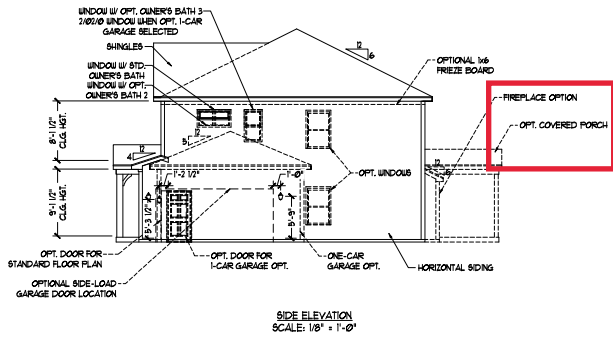 WINDOW W/ OPT. OWNER'S BATH 3
2/02/0 WINDOW WHEN OPT. 1-CAR
GARAGE SELECTED
SHINGLES
WINDOW W/ STD.
OWNER'S BATH
WINDOW W/ OPT.
OWNER'S BATH 2
12
6
OPTIONAL 1x6
FRIEZE BOARD
FIREPLACE OPTION
OPT. COVERED PORCH
8'-1 1/2"
CLG. HGT.
12
5
12
4
12
6
1'-2 1/2"
1'-0"
OPT. WINDOWS
9'-1 1/2"
CLG. HGT.
5'-3 1/2"
5'-9"
OPT. DOOR FOR
STANDARD FLOOR PLAN
OPT. DOOR FOR
1-CAR GARAGE OPT.
ONE-CAR
GARAGE OPT.
HORIZONTAL SIDING
OPTIONAL SIDE-LOAD
GARAGE DOOR LOCATION
SIDE ELEVATION
SCALE: 1/8" = 1'-0"